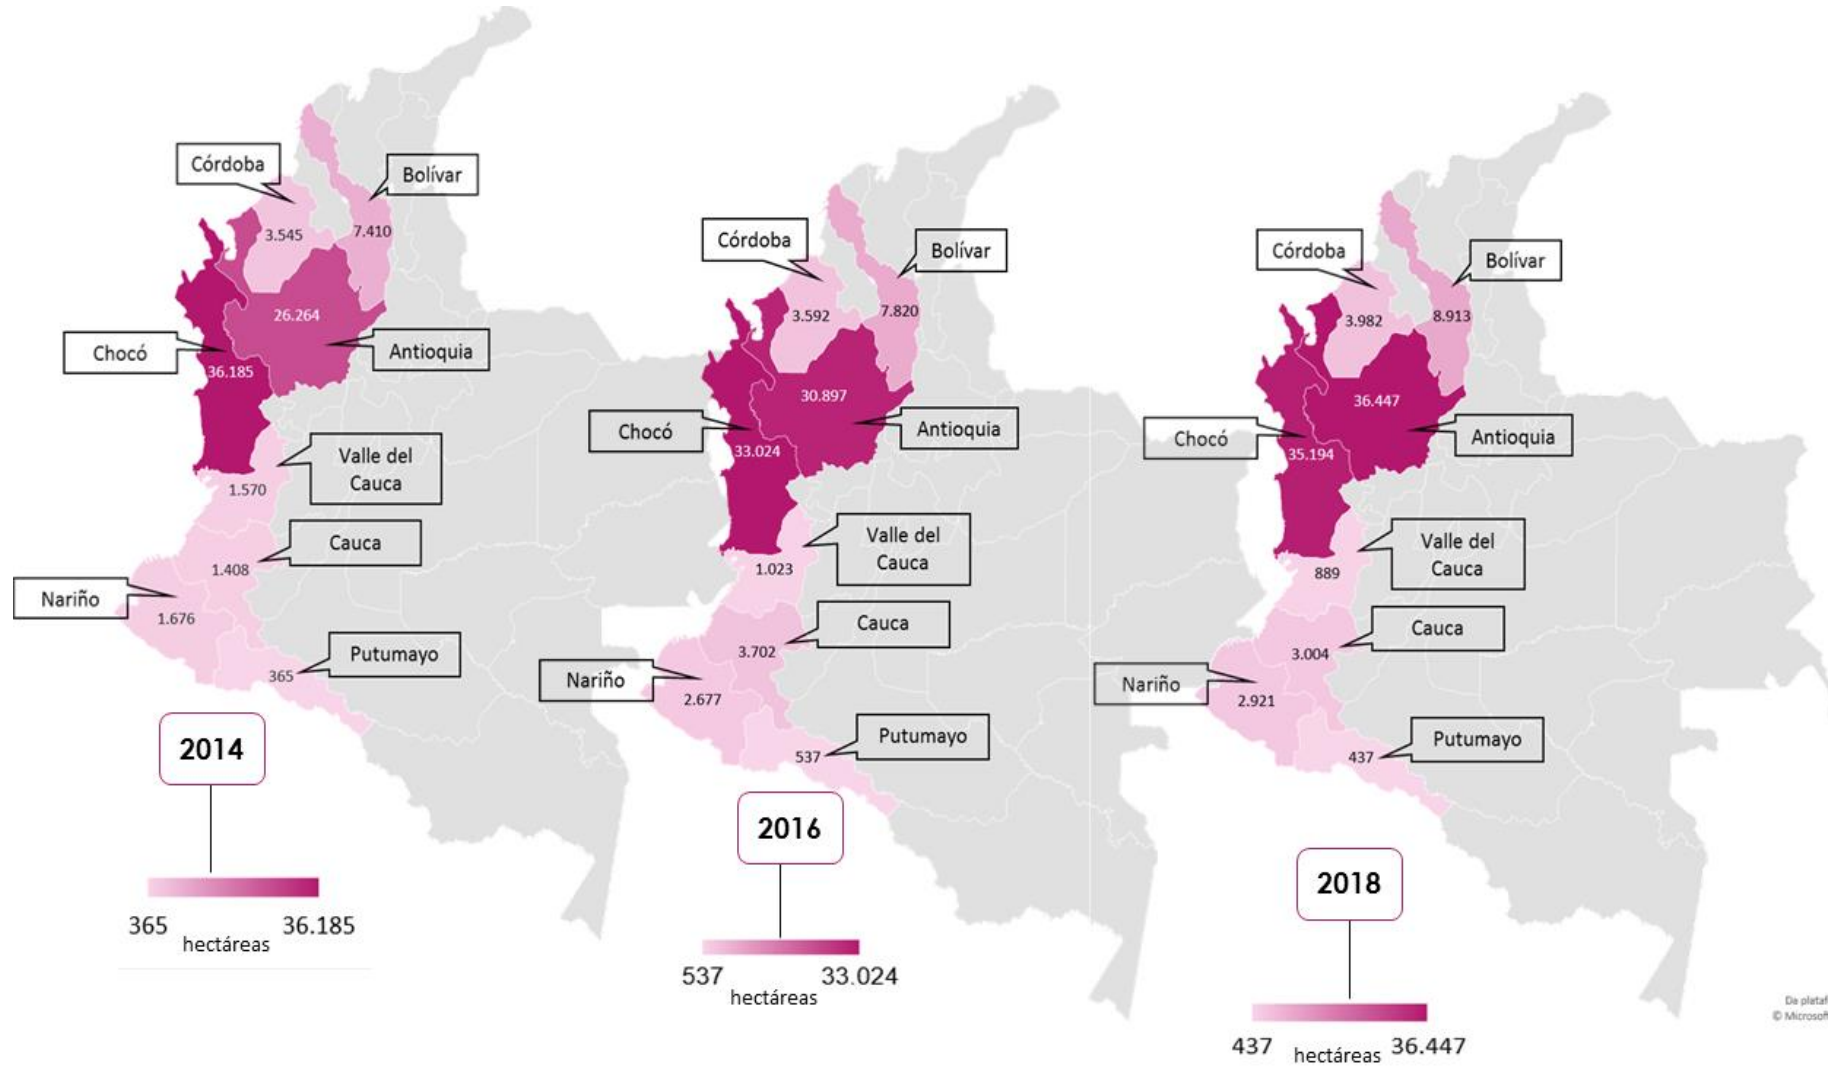 Córdoba
Bolívar
3.545
7.410
26.264
Chocó
Antioquia
36.185
Valle del
Cauca
1.570
Cauca
1.408
Nariño
1.676
Putumayo
365
2014
365
36.185
hectáreas
Córdoba
Bolívar
3.592
7.820
30.897
Chocó
Antioquia
33.024
Valle del
Cauca
1.023
Cauca
3.702
Nariño
2.677
Putumayo
537
2016
537
33.024
hectáreas
Córdoba
Bolívar
3.982
8.913
36.447
Chocó
Antioquia
35.194
Valle del
Cauca
889
Cauca
3.004
Nariño
2.921
Putumayo
437
2018
437
36.447
hectáreas
Da plataf
© Microsoft